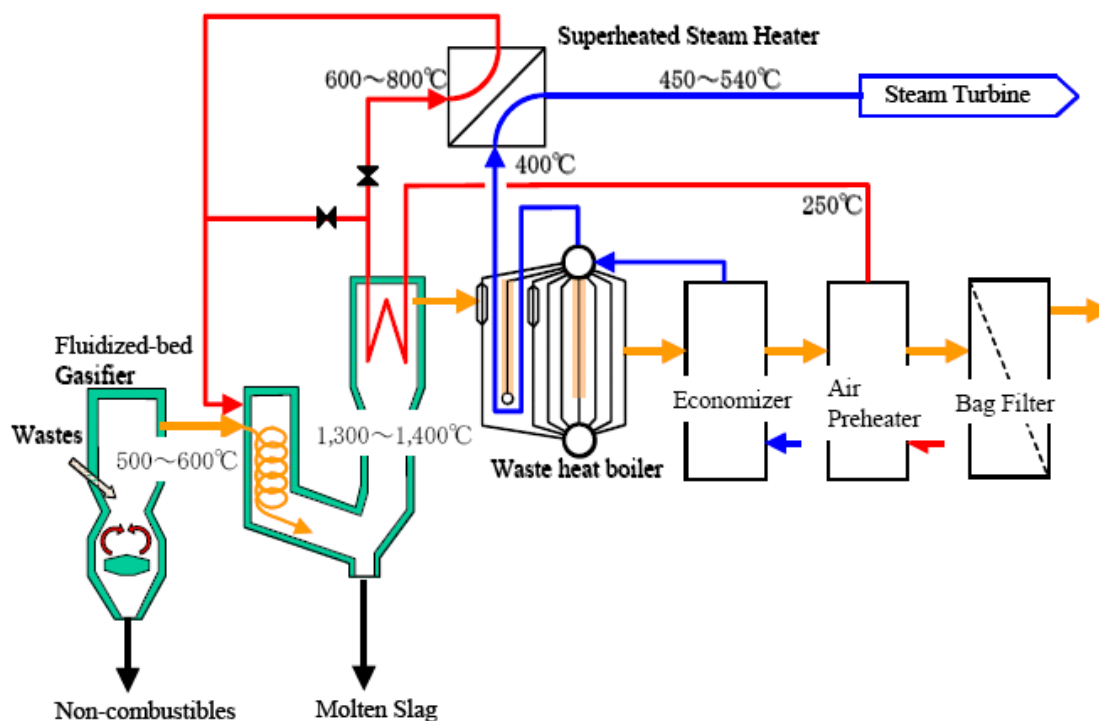 Superheated Steam Heater
600～800℃
450～540℃
Steam Turbine
400℃
250℃
Fluidized-bed
Gasifier
Wastes
500～600℃
1,300～1,400℃
Waste heat boiler
Economizer
Air
Preheater
Bag Filter
Non-combustibles
Molten Slag